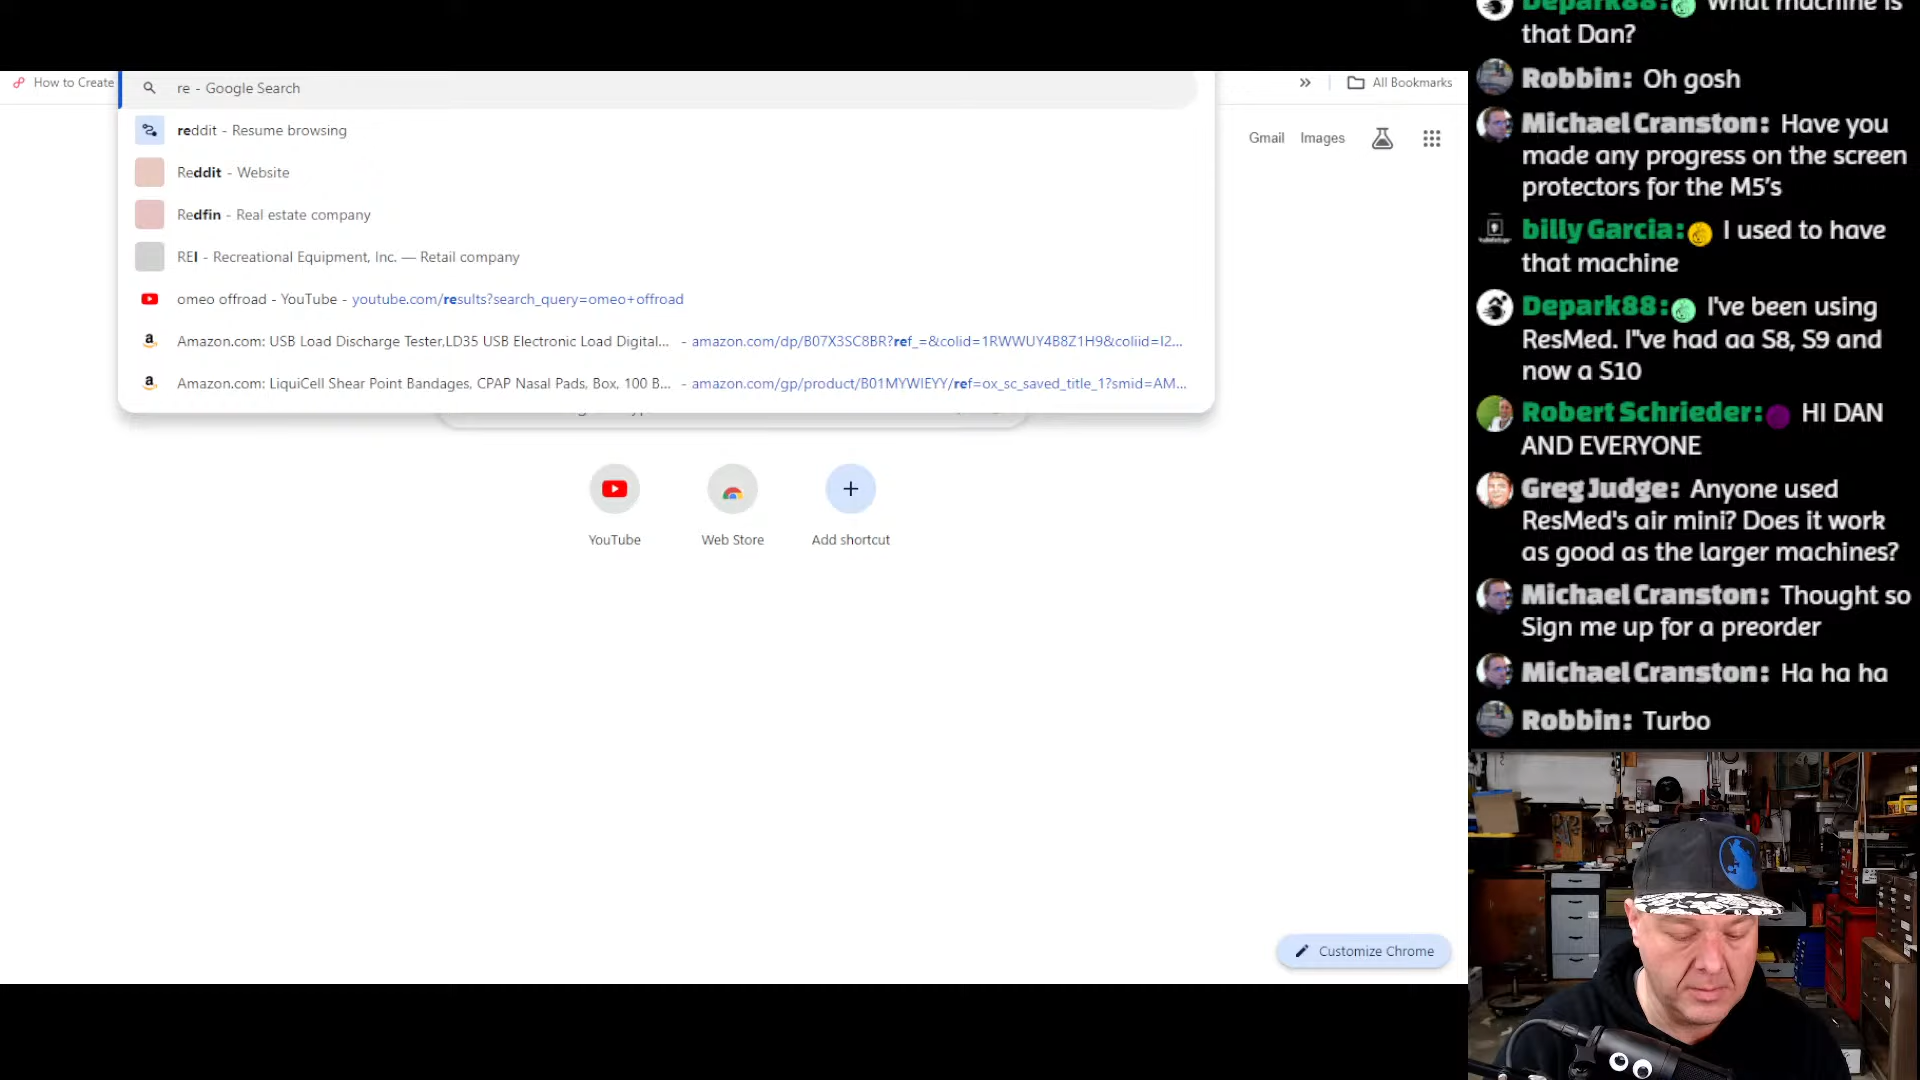 How to Create
re - Google Search
All Bookmarks
reddit - Resume browsing
Reddit - Website
Redfin - Real estate company
REI - Recreational Equipment, Inc. — Retail company
omeo offroad - YouTube - youtube.com/results?search_query=omeo+offroad
Amazon.com: USB Load Discharge Tester,LD35 USB Electronic Load Digital... - amazon.com/dp/B07X3SC8BR?ref_=&colid=1RWWUY4B8Z1H9&coliid=I2...
Amazon.com: LiquiCell Shear Point Bandages, CPAP Nasal Pads, Box, 100 B... - amazon.com/gp/product/B01MYWIEYY/ref=ox_sc_saved_title_1?smid=AM...
Gmail Images
YouTube Web Store Add shortcut
Customize Chrome
Depark88: What machine is
that Dan?
Robbin: Oh gosh
Michael Cranston: Have you
made any progress on the screen
protectors for the M5’s
billy Garcia: I used to have
that machine
Depark88: I've been using
ResMed. I"ve had aa S8, S9 and
now a S10
Robert Schrieder: HI DAN
AND EVERYONE
Greg Judge: Anyone used
ResMed's air mini? Does it work
as good as the larger machines?
Michael Cranston: Thought so
Sign me up for a preorder
Michael Cranston: Ha ha ha
Robbin: Turbo